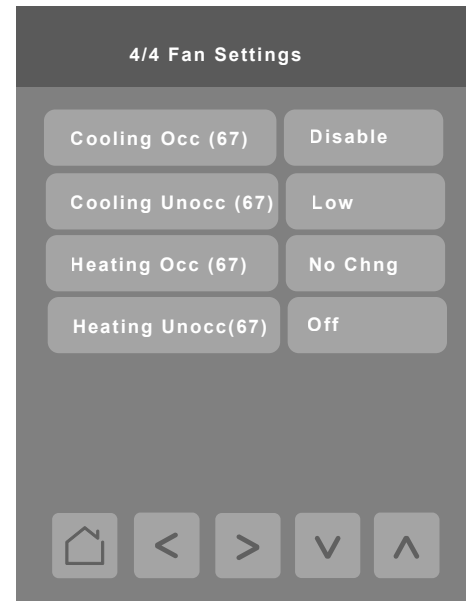 4/4 Fan Settings
Cooling Occ (67) Disable
Cooling Unocc (67) Low
Heating Occ (67) No Chng
Heating Unocc(67) Off